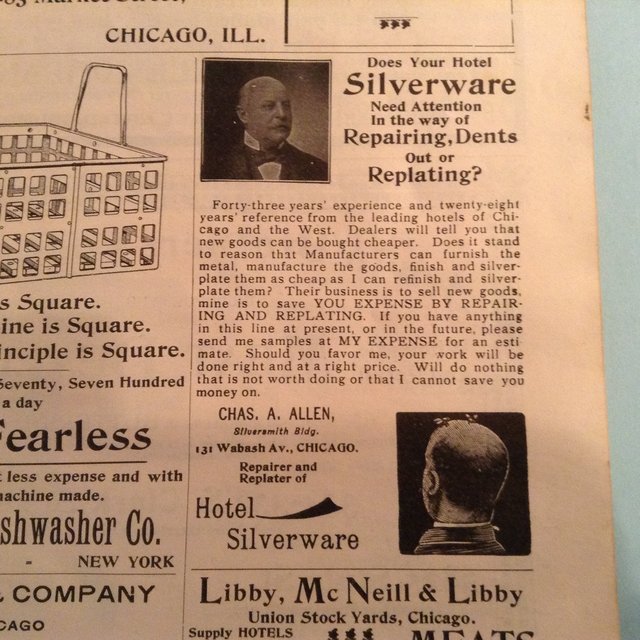 CHICAGO, ILL.
s Square.
ine is Square.
inciple is Square.
Seventy, Seven Hundred
a day
Fearless
less expense and with
achine made.
shwasher Co.
- NEW YORK
& COMPANY
CAGO
Does Your Hotel
Silverware
Need Attention
In the way of
Repairing, Dents
Out or
Replating?
Forty-three years' experience and twenty-eight
years' reference from the leading hotels of Chi-
cago and the West. Dealers will tell you that
new goods can be bought cheaper. Does it stand
to reason that Manufacturers can furnish the
metal, manufacture the goods, finish and silver-
plate them as cheap as I can refinish and silver-
plate them? Their business is to sell new goods,
mine is to save YOU EXPENSE BY REPAIR-
ING AND REPLATING. If you have anything
in this line at present, or in the future, please
send me samples at MY EXPENSE for an esti
mate. Should you favor me, your work will be
done right and at a right price. Will do nothing
that is not worth doing or that I cannot save you
money on.
CHAS. A. ALLEN,
Silversmith Bldg.
131 Wabash Av., CHICAGO.
Repairer and
Replater of
Hotel
Silverware
Libby, McNeill & Libby
Union Stock Yards, Chicago.
Supply HOTELS
MEATS